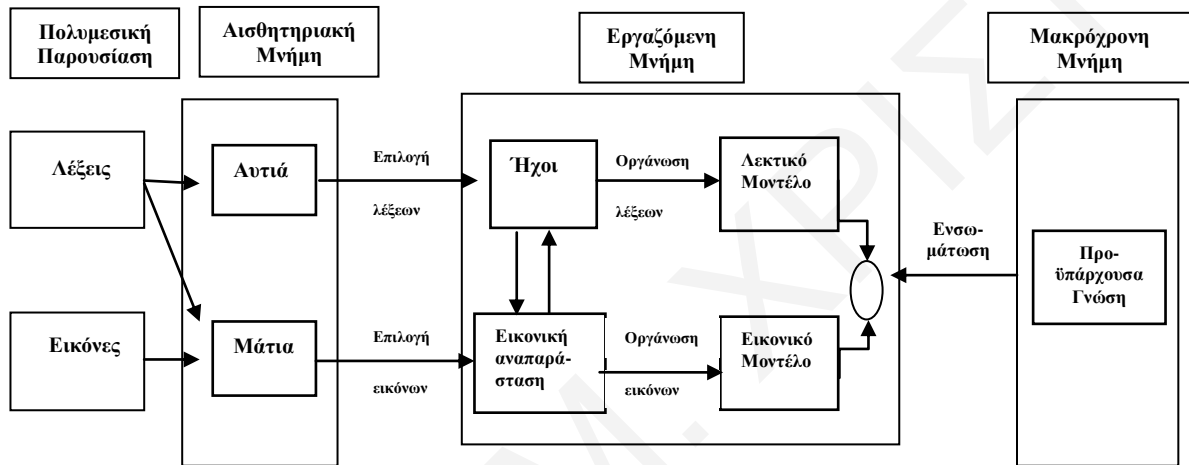 Πολυμεσική
Παρουσίαση
Αισθητηριακή
Μνήμη
Εργαζόμενη
Μνήμη
Μακρόχρονη
Μνήμη
Λέξεις
Αυτιά
Επιλογή
λέξεων
Ήχοι
Οργάνωση
λέξεων
Λεκτικό
Μοντέλο
Ενσω-
μάτωση
Προ-
ϋπάρχουσα
Γνώση
Εικόνες
Μάτια
Επιλογή
εικόνων
Εικονική
αναπαρά-
σταση
Οργάνωση
εικόνων
Εικονικό
Μοντέλο
Μ. ΧΡΙΣ